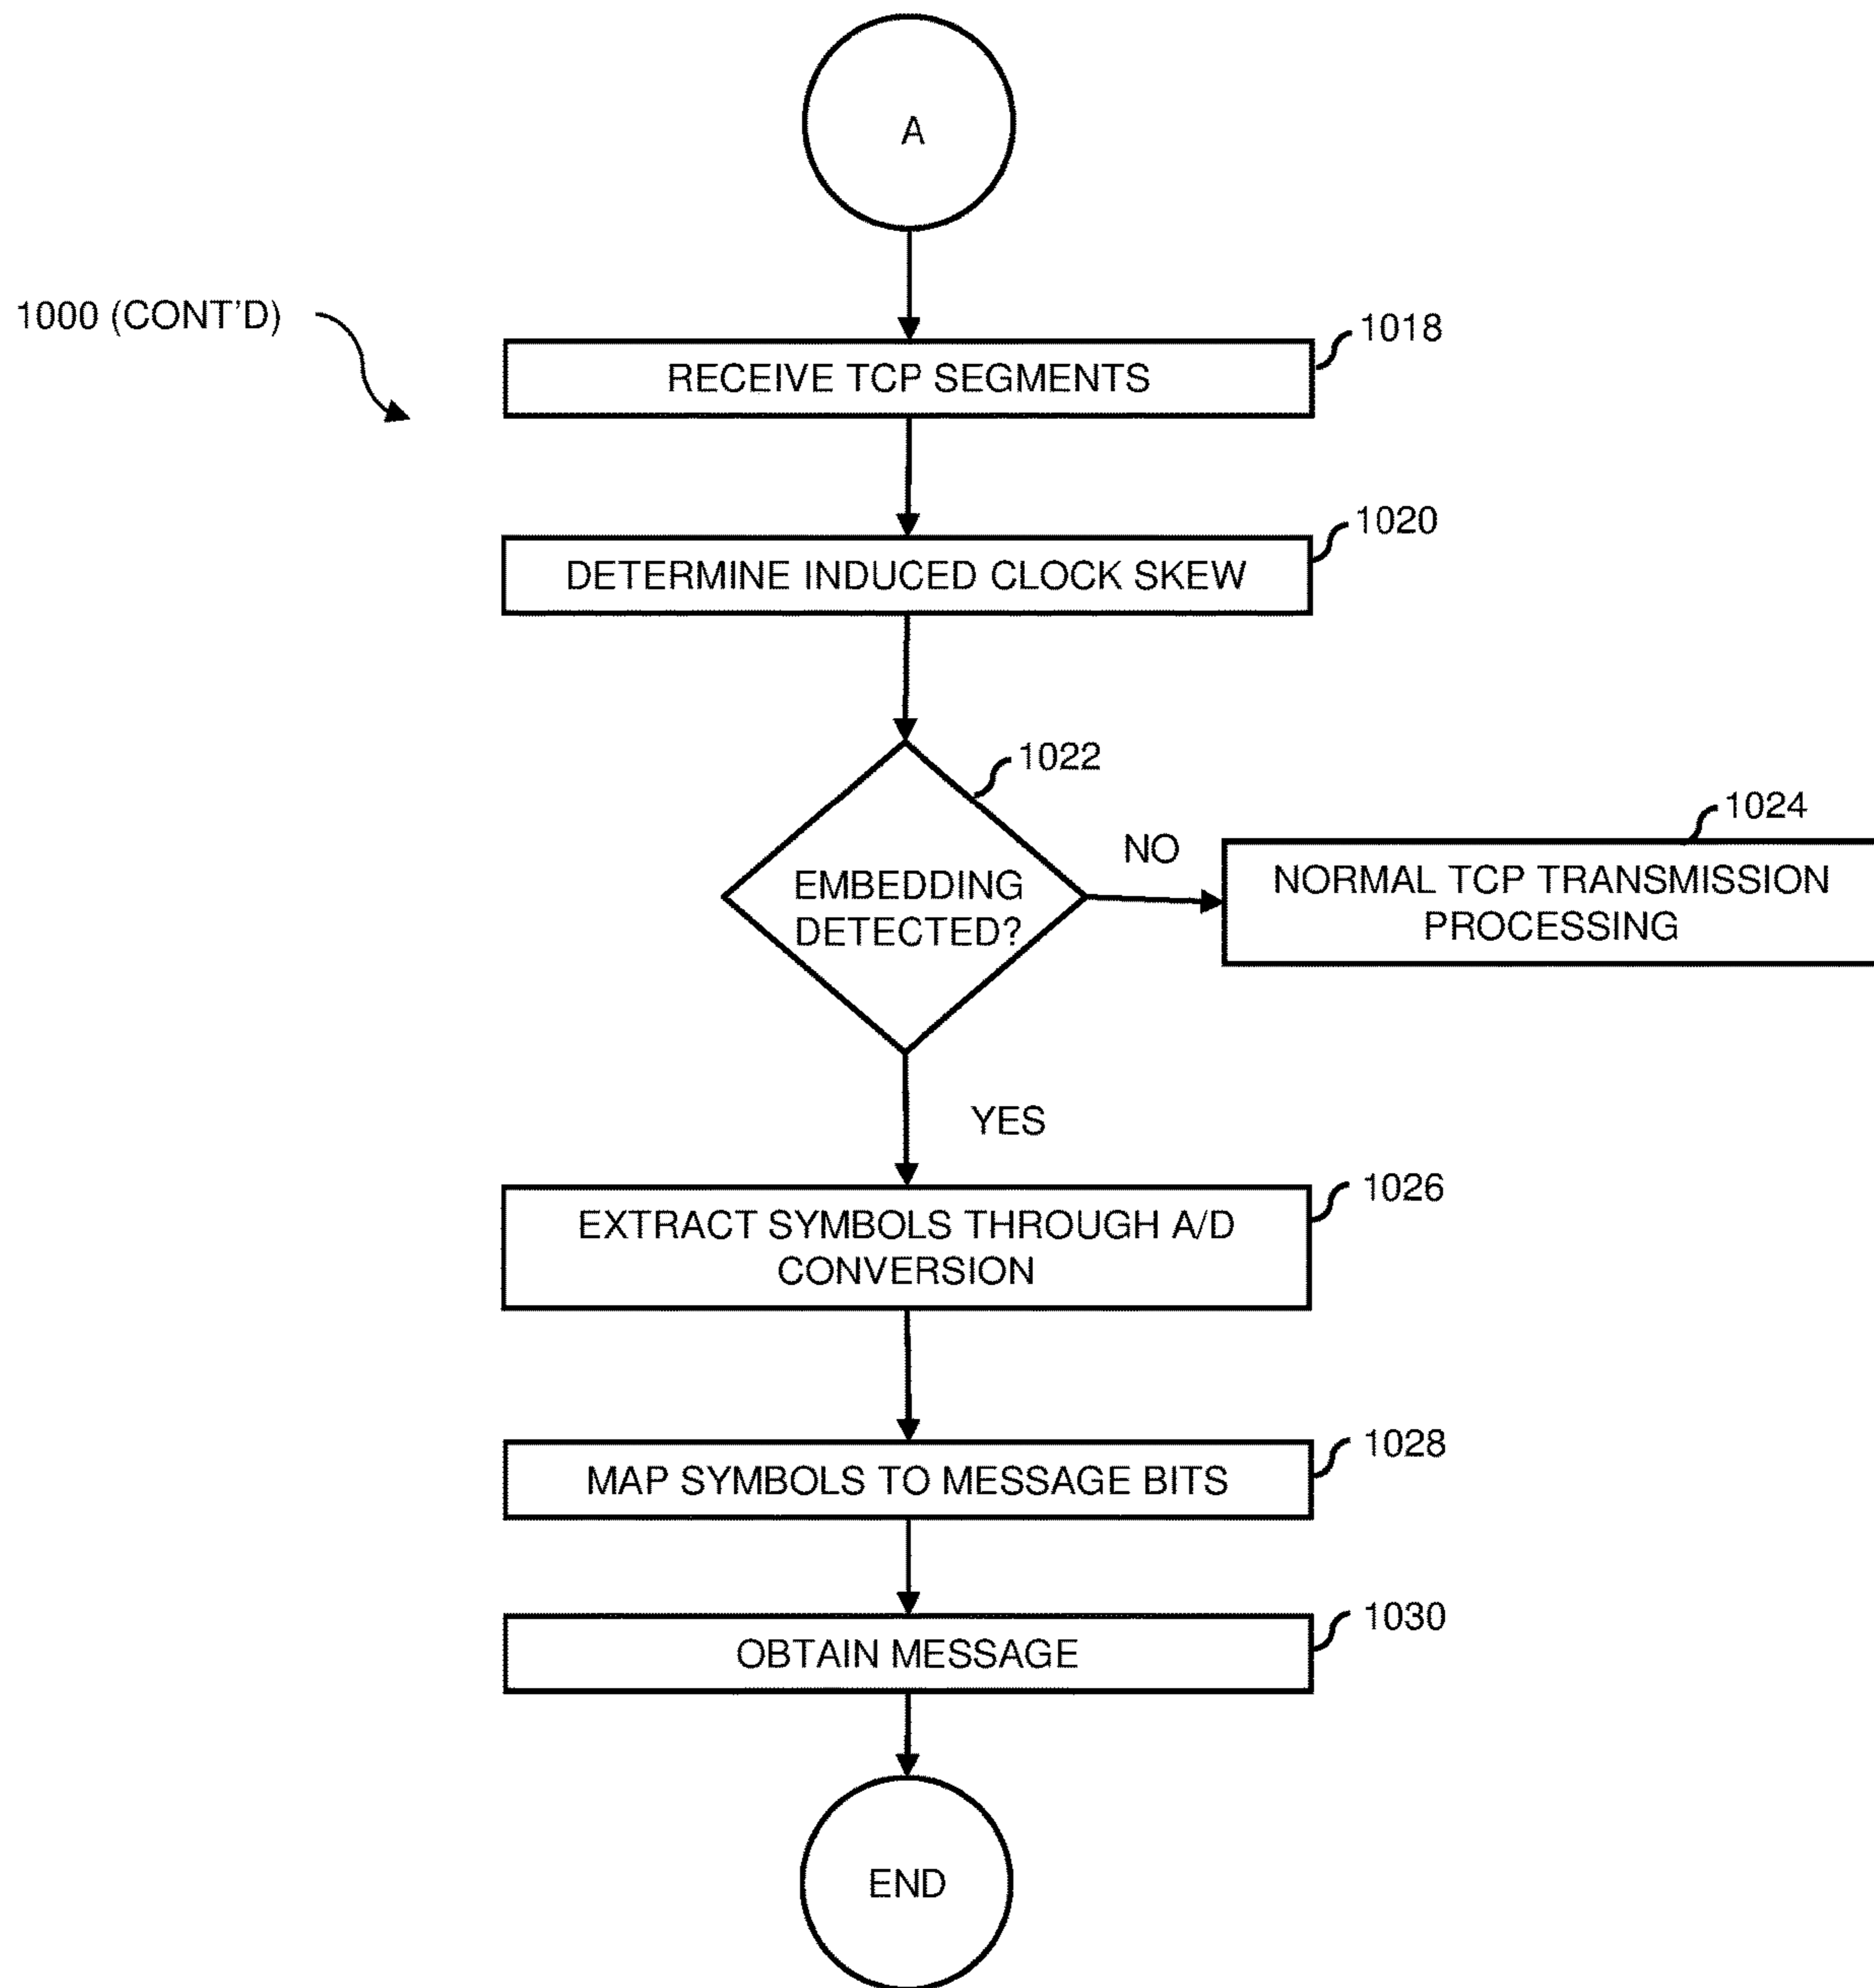 A
1000 (CONT'D)
1018
RECEIVE TCP SEGMENTS
1020
DETERMINE INDUCED CLOCK SKEW
1022
EMBEDDING
DETECTED?
NO
1024
NORMAL TCP TRANSMISSION
PROCESSING
YES
1026
EXTRACT SYMBOLS THROUGH A/D
CONVERSION
1028
MAP SYMBOLS TO MESSAGE BITS
1030
OBTAIN MESSAGE
END